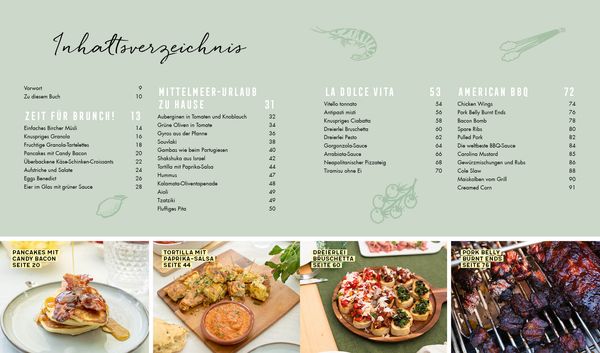 Inhaltsverzeichnis
Vorwort 9
Zu diesem Buch 10
ZEIT FÜR BRUNCH! 13
Einfaches Bircher Müsli 14
Knuspriges Granola 16
Fruchtige Granola-Tartelettes 18
Pancakes mit Candy Bacon 20
Überbackene Käse-Schinken-Croissants 22
Aufstriche und Salate 24
Eggs Benedict 26
Eier im Glas mit grüner Sauce 28
MITTELMEER-URLAUB
ZU HAUSE 31
Auberginen in Tomaten und Knoblauch 32
Grüne Oliven in Tomate 34
Gyros aus der Pfanne 36
Souvlaki 38
Gambas wie beim Portugiesen 40
Shakshuka aus Israel 42
Tortilla mit Paprika-Salsa 44
Hummus 47
Kalamata-Oliventapenade 48
Aioli 49
Tzatziki 49
Fluffiges Pita 50
LA DOLCE VITA 53
Vitello tonnato 54
Antipasti misti 56
Knuspriges Ciabatta 58
Dreierlei Bruschetta 60
Dreierlei Pesto 62
Gorgonzola-Sauce 64
Arrabiata-Sauce 66
Neapolitanischer Pizzateig 68
Tiramisu ohne Ei 70
AMERICAN BBQ 72
Chicken Wings 74
Pork Belly Burnt Ends 76
Bacon Bomb 78
Spare Ribs 80
Pulled Pork 82
Die weltbeste BBQ-Sauce 84
Carolina Mustard 85
Gewürzmischungen und Rubs 86
Cole Slaw 88
Maiskolben vom Grill 90
Creamed Corn 91
PANCAKES MIT
CANDY BACON
SEITE 20
TORTILLA MIT
PAPRIKA-SALSA
SEITE 44
DREIERLEI
BRUSCHETTA
SEITE 60
PORK BELLY
BURNT ENDS
SEITE 76